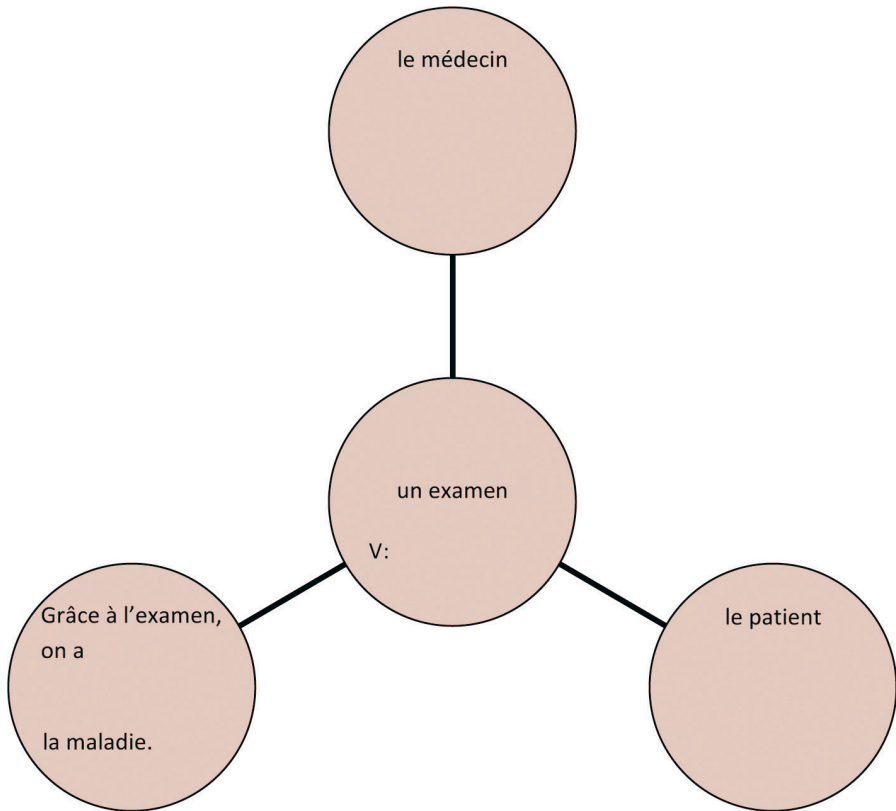 le médecin
un examen
V:
Grâce à l’examen,
on a
la maladie.
le patient